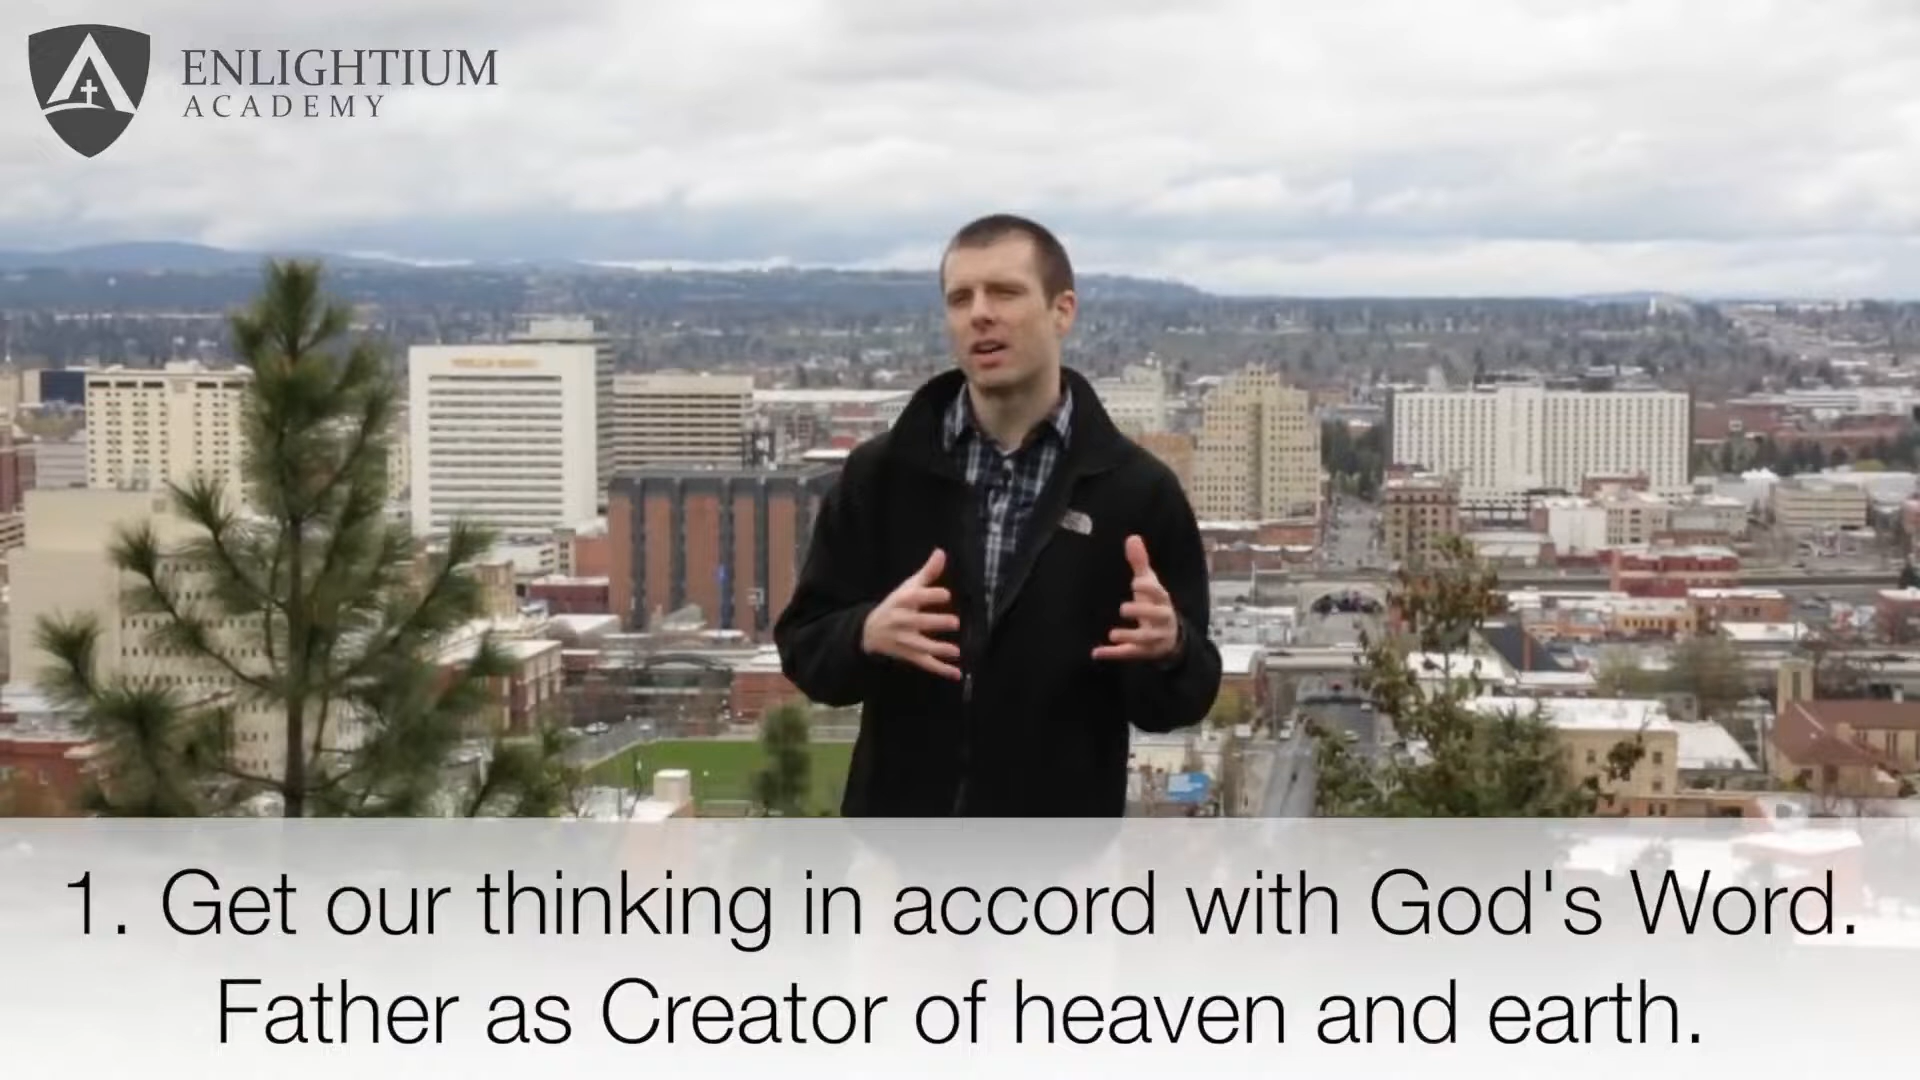 ENLIGHTIUM
ACADEMY
1. Get our thinking in accord with God's Word.
Father as Creator of heaven and earth.